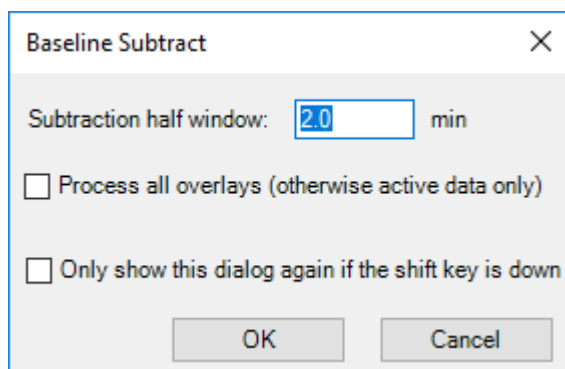 Baseline Subtract
Subtraction half window: 2.0 min
Process all overlays (otherwise active data only)
Only show this dialog again if the shift key is down
OK Cancel